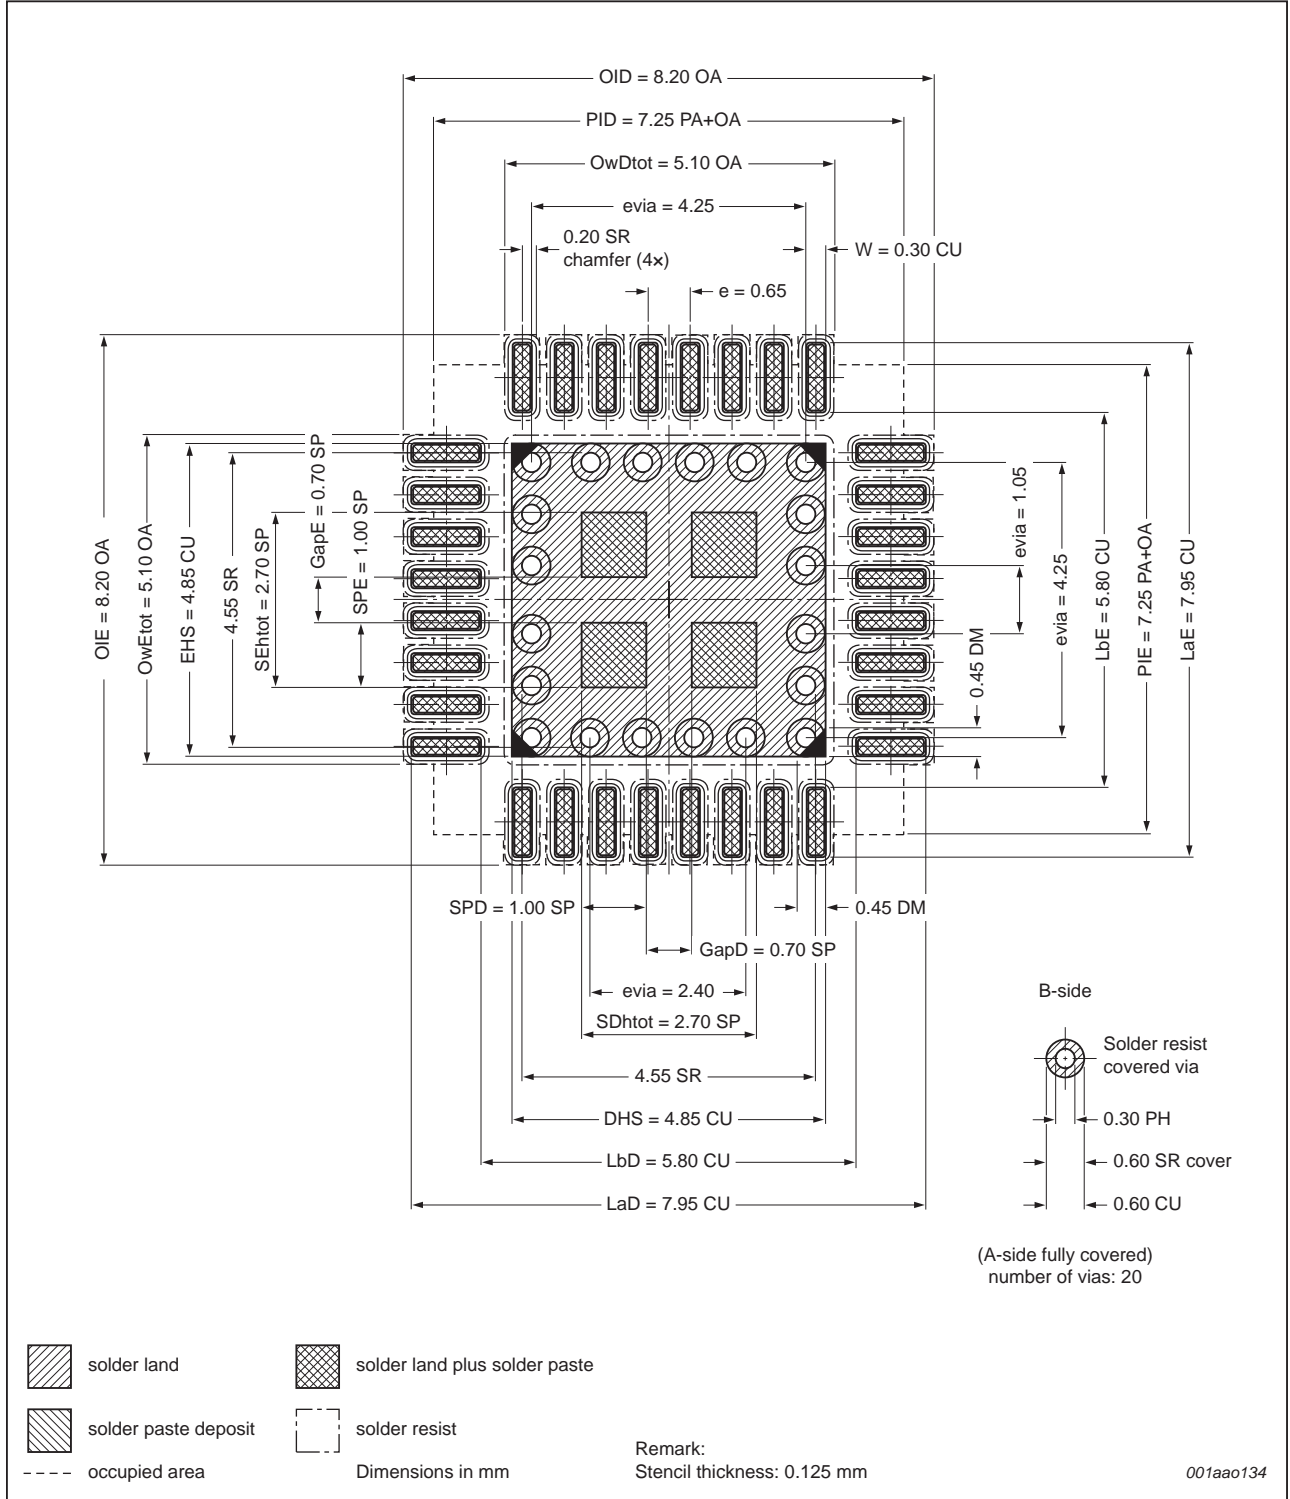 OID = 8.20 OA
PID = 7.25 PA+OA
OwDtot = 5.10 OA
evia = 4.25
0.20 SR
chamfer (4×)
W = 0.30 CU
e = 0.65
OIE = 8.20 OA
OwEtot = 5.10 OA
EHS = 4.85 CU
4.55 SR
SEhtot = 2.70 SP
GapE = 0.70 SP
SPE = 1.00 SP
evia = 1.05
0.45 DM
evia = 4.25
LbE = 5.80 CU
PIE = 7.25 PA+OA
LaE = 7.95 CU
SPD = 1.00 SP
0.45 DM
GapD = 0.70 SP
evia = 2.40
SDhtot = 2.70 SP
4.55 SR
DHS = 4.85 CU
LbD = 5.80 CU
LaD = 7.95 CU
B-side
Solder resist
covered via
0.30 PH
0.60 SR cover
0.60 CU
(A-side fully covered)
number of vias: 20
solder land
solder land plus solder paste
solder paste deposit
solder resist
occupied area
Dimensions in mm
Remark:
Stencil thickness: 0.125 mm
001aao134